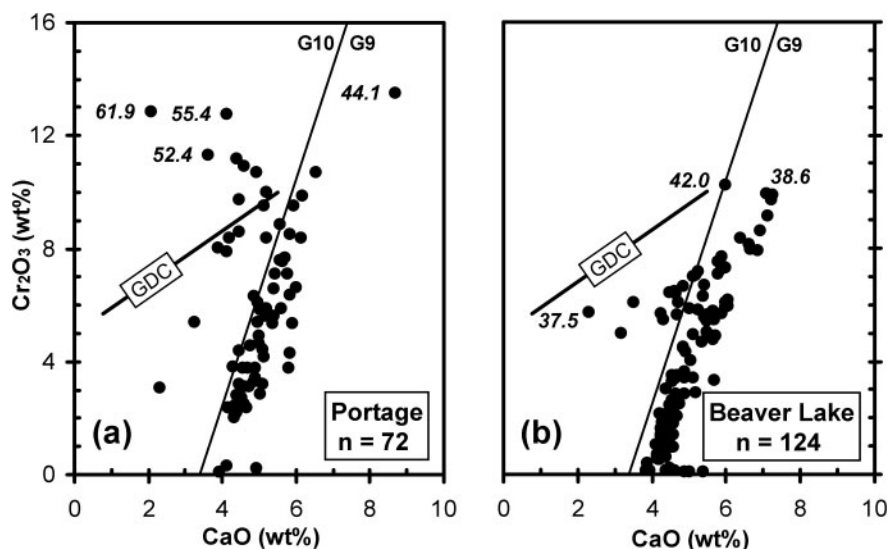 16
12
8
4
0
0 2 4 6 8 10
Cr₂O₃ (wt%)
CaO (wt%)
G10 G9
61.9
55.4
44.1
52.4
GDC
(a)
Portage
n = 72
0 2 4 6 8 10
CaO (wt%)
G10 G9
42.0
38.6
GDC
37.5
(b)
Beaver Lake
n = 124